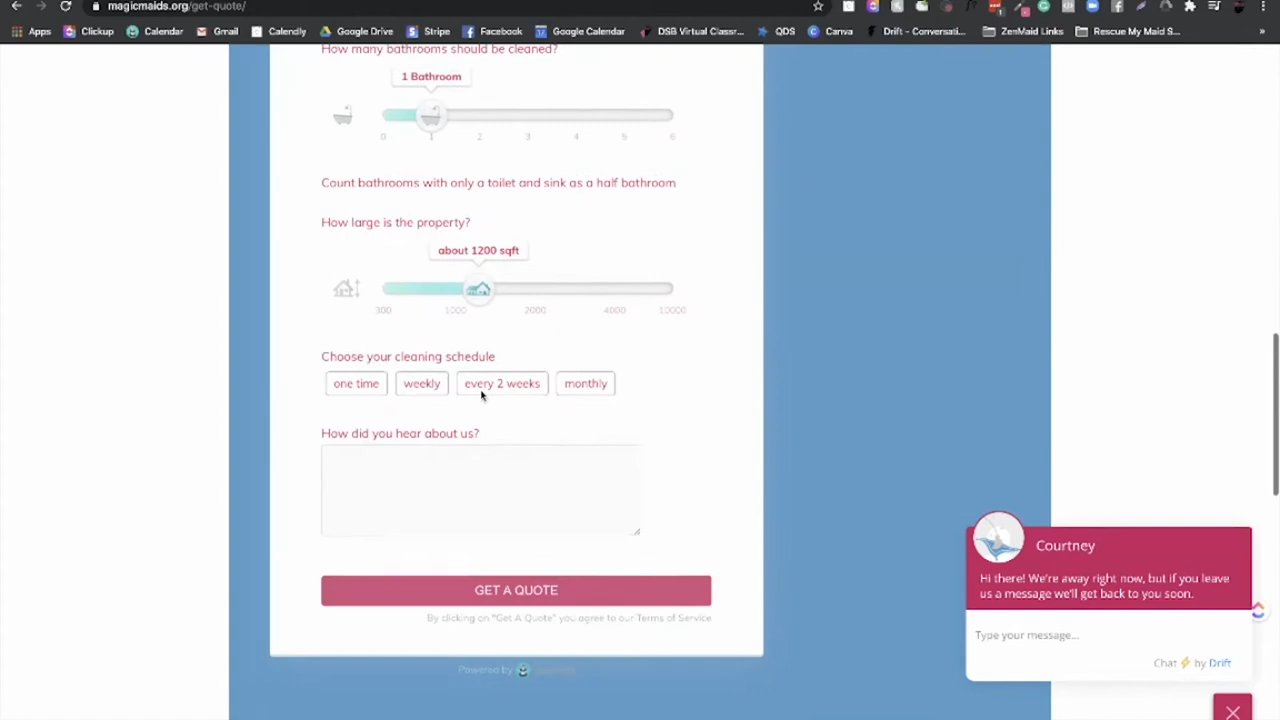 magicmaids.org/get-quote/
Apps Clickup Calendar Gmail Calendly Google Drive Stripe Facebook Google Calendar DSB Virtual Classr... QDS Canva Drift - Conversati... ZenMaid Links Rescue My Maid S... »
How many bathrooms should be cleaned?
1 Bathroom
0 1 2 3 4 5 6
Count bathrooms with only a toilet and sink as a half bathroom
How large is the property?
about 1200 sqft
300 1000 2000 4000 10000
Choose your cleaning schedule
one time weekly every 2 weeks monthly
How did you hear about us?
Courtney
Hi there! We're away right now, but if you leave
us a message we'll get back to you soon.
GET A QUOTE
By clicking on "Get A Quote" you agree to our Terms of Service
Type your message...
Chat by Drift
Powered by